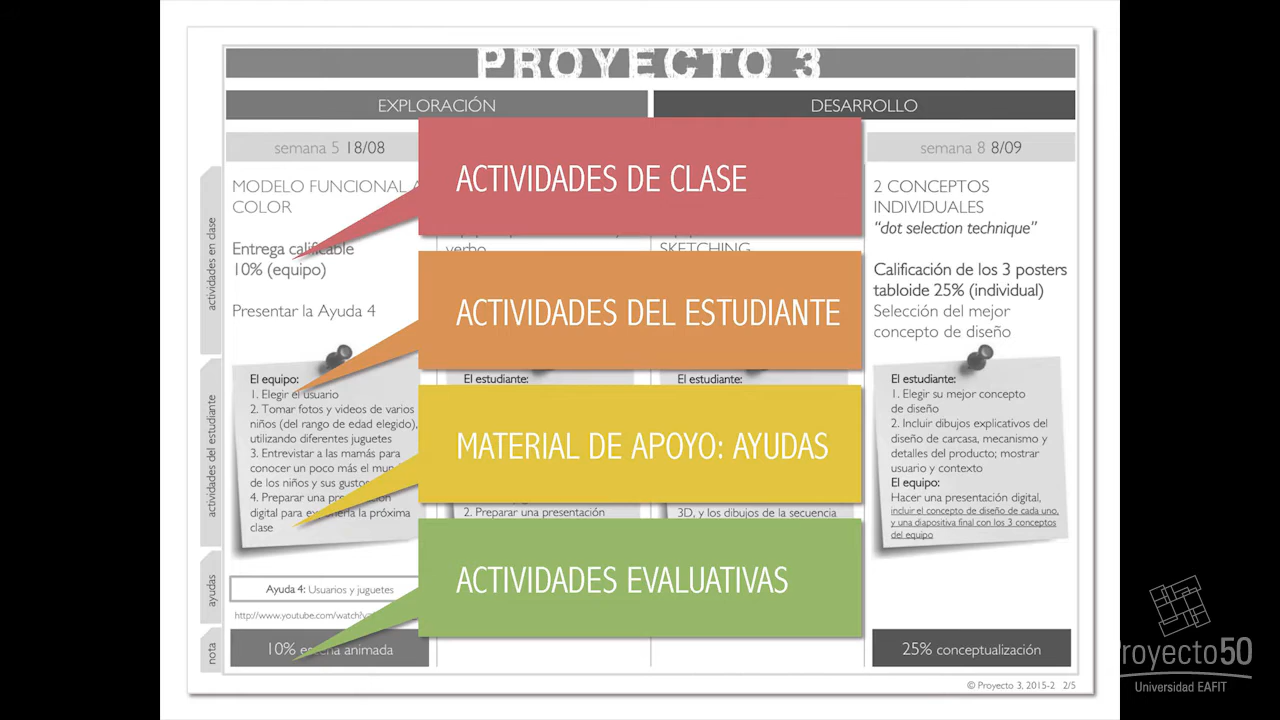 PROYECTO 3
EXPLORACIÓN
DESARROLLO
semana 5 18/08
semana 8 8/09
actividades en clase
MODELO FUNCIONAL A
COLOR
Entrega calificable
10% (equipo)
Presentar la Ayuda 4
verbo
SKETCHING
2 CONCEPTOS
INDIVIDUALES
"dot selection technique"
Calificación de los 3 posters
tabloide 25% (individual)
Selección del mejor
concepto de diseño
ACTIVIDADES DE CLASE
ACTIVIDADES DEL ESTUDIANTE
MATERIAL DE APOYO: AYUDAS
ACTIVIDADES EVALUATIVAS
actividades del estudiante
El equipo:
1. Elegir el usuario
2. Tomar fotos y videos de varios
niños (del rango de edad elegido),
utilizando diferentes juguetes
3. Entrevistar a las mamás para
conocer un poco más el mun
de los niños y sus gustos
4. Preparar una
digital para la próxima
clase
El estudiante:
2. Preparar una presentación
El estudiante:
3D, y los dibujos de la secuencia
El estudiante:
1. Elegir su mejor concepto
de diseño
2. Incluir dibujos explicativos del
diseño de carcasa, mecanismo y
detalles del producto; mostrar
usuario y contexto
El equipo:
Hacer una presentación digital,
incluir el concepto de diseño de cada uno,
y una diapositiva final con los 3 conceptos
del equipo
ayudas
Ayuda 4: Usuarios y juguetes
http://www.youtube.com/watch?v
nota
10% escena animada
25% conceptualización
© Proyecto 3, 2015-2 2/5
Proyecto50
Universidad EAFIT